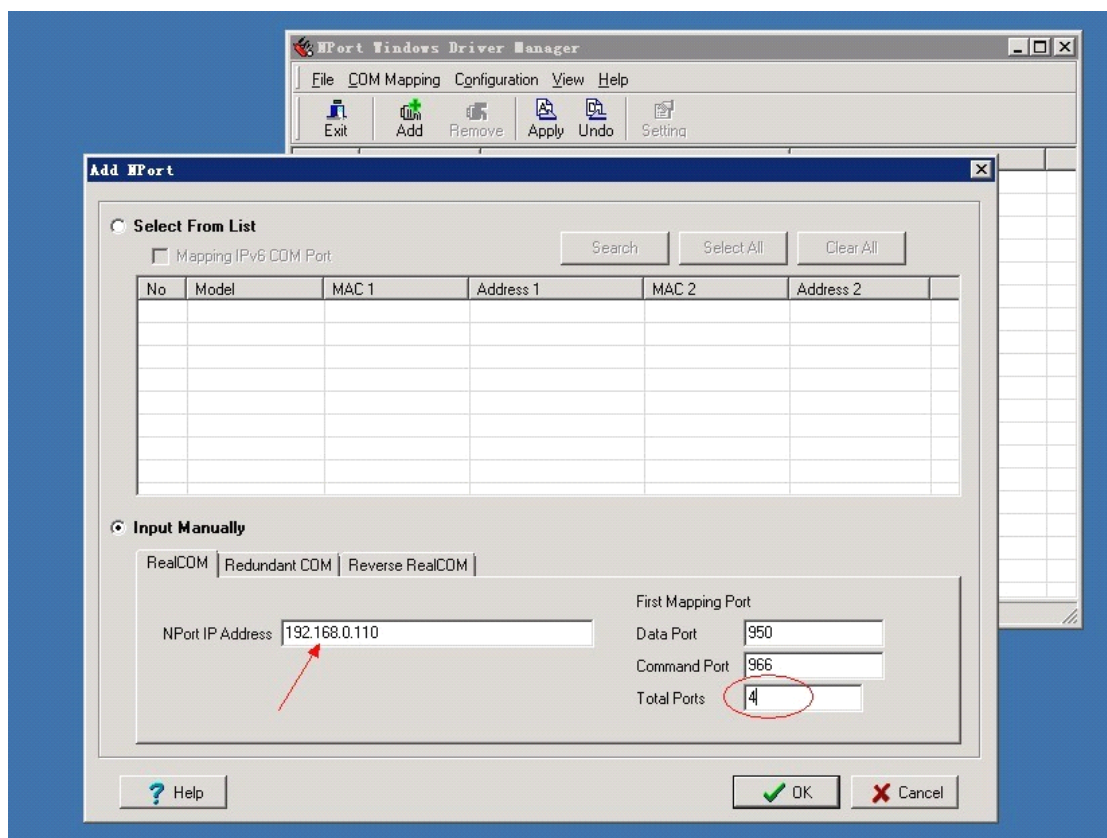 NPort Windows Driver Manager
File COM Mapping Configuration View Help
Exit Add Remove Apply Undo Setting
Add NPort
Select From List
Mapping IPv6 COM Port
Search Select All Clear All
No Model MAC 1 Address 1 MAC 2 Address 2
Input Manually
RealCOM Redundant COM Reverse RealCOM
First Mapping Port
NPort IP Address 192.168.0.110 Data Port 950
Command Port 966
Total Ports 4
Help OK Cancel